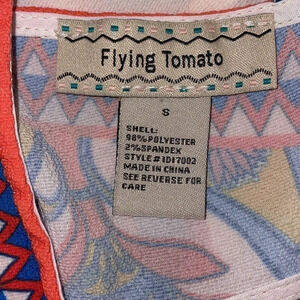 Flying Tomato
S
SHELL:
98%POLYESTER
2%SPANDEX
STYLE#ID17002
MADE IN CHINA
SEE REVERSE FOR
CARE